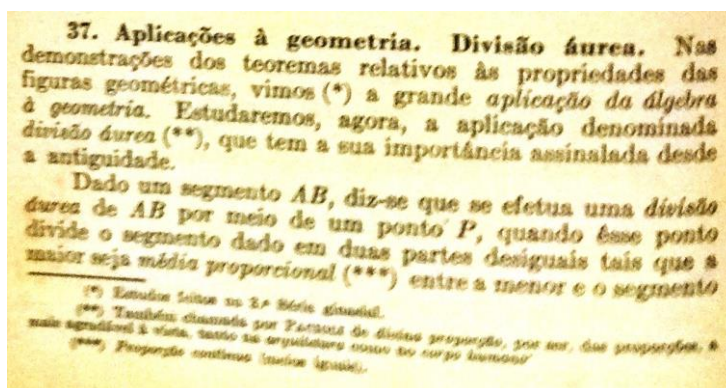 37. Aplicações à geometria. Divisão áurea. Nas
demonstrações dos teoremas relativos às propriedades das
figuras geométricas, vimos (*) a grande aplicação da álgebra
à geometria. Estudaremos, agora, a aplicação denominada
divisão áurea (**), que tem a sua importância assinalada desde
a antiguidade.
Dado um segmento AB, diz-se que se efetua uma divisão
áurea de AB por meio de um ponto P, quando êsse ponto
divide o segmento dado em duas partes desiguais tais que a
maior seja média proporcional (***) entre a menor e o segmento
(*) Estudos feitos na 3.ª Série ginasial.
(**) Também chamada por de divina proporção, por ser, das proporções, a
mais agradável à vista, tanto na arquitetura como no corpo humano
(***) Proporção contínua (meios iguais).